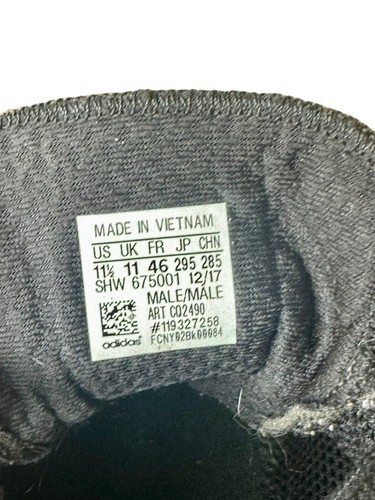 MADE IN VIETNAM
US UK FR JP CHN
11½ 11 46 295 285
SHW 675001 12/17
MALE/MALE
ART CQ2490
#119327258
FCNY02Bk00084
adidas